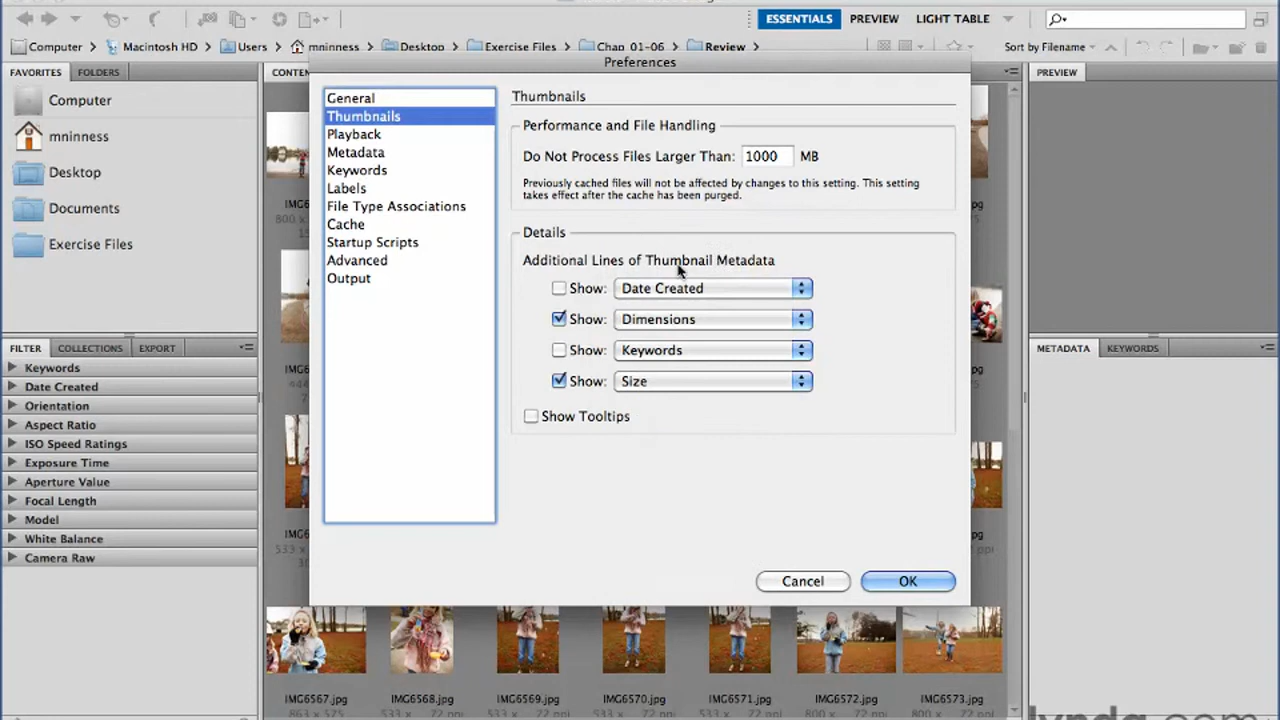 ESSENTIALS PREVIEW LIGHT TABLE
Computer Macintosh HD Users mninness Desktop Exercise Files Chap_01-06 Review Sort by Filename
Preferences
FAVORITES FOLDERS
CONTEN
PREVIEW
Computer
mninness
Desktop
Documents
Exercise Files
General
Thumbnails
Playback
Metadata
Keywords
Labels
File Type Associations
Cache
Startup Scripts
Advanced
Output
Thumbnails
Performance and File Handling
Do Not Process Files Larger Than: 1000 MB
Previously cached files will not be affected by changes to this setting. This setting
takes effect after the cache has been purged.
Details
Additional Lines of Thumbnail Metadata
Show: Date Created
Show: Dimensions
Show: Keywords
Show: Size
Show Tooltips
Cancel OK
FILTER COLLECTIONS EXPORT
Keywords
Date Created
Orientation
Aspect Ratio
ISO Speed Ratings
Exposure Time
Aperture Value
Focal Length
Model
White Balance
Camera Raw
METADATA KEYWORDS
IMG6567.jpg IMG6568.jpg IMG6569.jpg IMG6570.jpg IMG6571.jpg IMG6572.jpg IMG6573.jpg
lynda.com